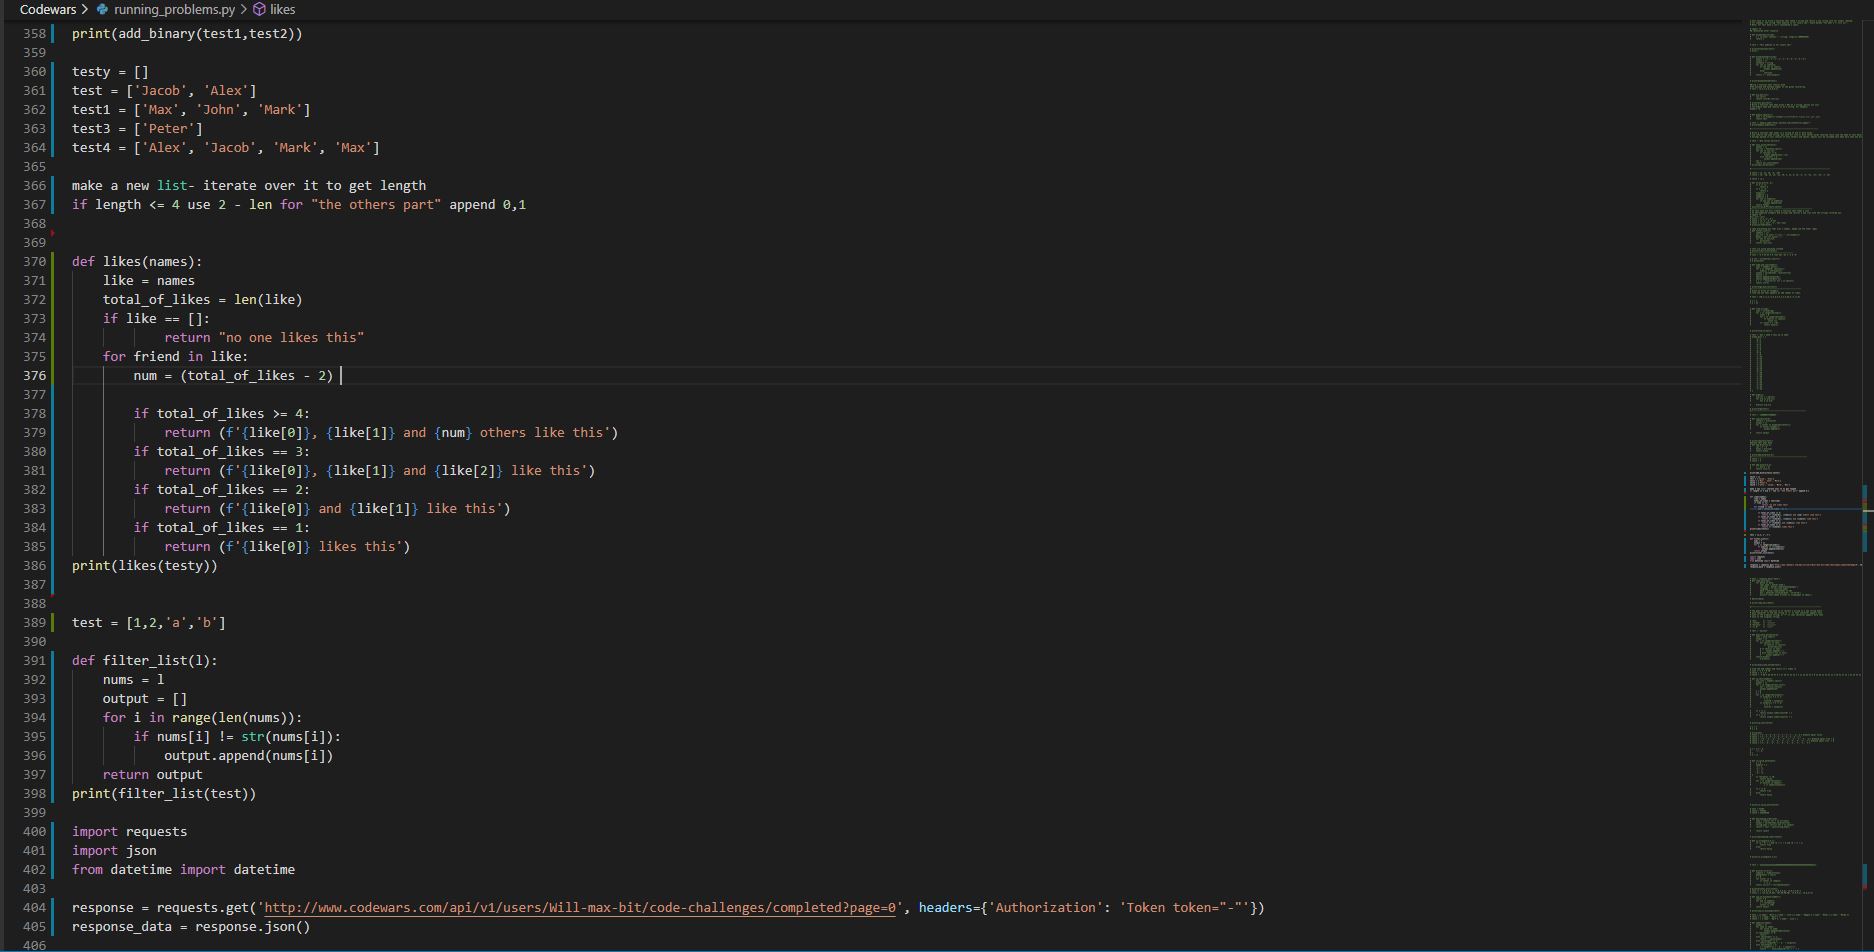 Codewars > running_problems.py > likes
358 print(add_binary(test1,test2))
359
360 testy = []
361 test = ['Jacob', 'Alex']
362 test1 = ['Max', 'John', 'Mark']
363 test3 = ['Peter']
364 test4 = ['Alex', 'Jacob', 'Mark', 'Max']
365
366 make a new list- iterate over it to get length
367 if length <= 4 use 2 - len for "the others part" append 0,1
368
369
370 def likes(names):
371     like = names
372     total_of_likes = len(like)
373     if like == []:
374             return "no one likes this"
375     for friend in like:
376         num = (total_of_likes - 2)
377
378         if total_of_likes >= 4:
379             return (f'{like[0]}, {like[1]} and {num} others like this')
380         if total_of_likes == 3:
381             return (f'{like[0]}, {like[1]} and {like[2]} like this')
382         if total_of_likes == 2:
383             return (f'{like[0]} and {like[1]} like this')
384         if total_of_likes == 1:
385             return (f'{like[0]} likes this')
386 print(likes(testy))
387
388
389 test = [1,2,'a','b']
390
391 def filter_list(l):
392     nums = l
393     output = []
394     for i in range(len(nums)):
395         if nums[i] != str(nums[i]):
396             output.append(nums[i])
397     return output
398 print(filter_list(test))
399
400 import requests
401 import json
402 from datetime import datetime
403
404 response = requests.get('http://www.codewars.com/api/v1/users/Will-max-bit/code-challenges/completed?page=0', headers={'Authorization': 'Token token="-"'})
405 response_data = response.json()
406